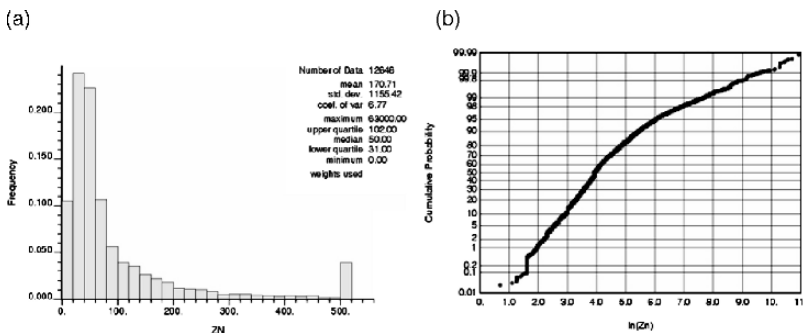 (a)
(b)
Number of Data 12646
mean 170.71
std. dev. 1155.42
coef. of var 6.77
maximum 63000.00
upper quartile 102.00
median 50.00
lower quartile 31.00
minimum 0.00
weights used
Frequency
0.200
0.150
0.100
0.050
0.000
0. 100. 200. 300. 400. 500.
ZN
Cumulative Probability
99.99
99.9
99.8
99
98
95
90
80
70
60
50
40
30
20
10
5
2
1
0.2
0.1
0.01
0. 1.0 2.0 3.0 4.0 5.0 6.0 7.0 8.0 9.0 10. 11.
ln(Zn)